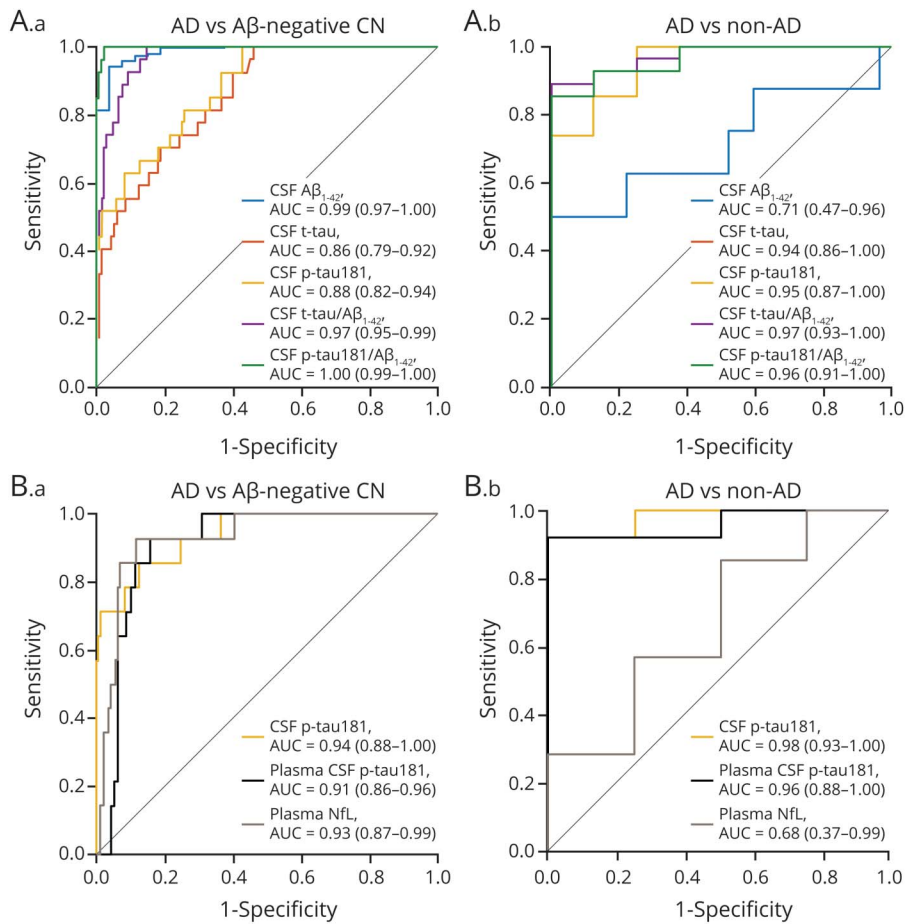 A.a
AD vs Aβ-negative CN
1.0
0.8
0.6
0.4
0.2
0.0
Sensitivity
CSF Aβ1-42,
AUC = 0.99 (0.97–1.00)
CSF t-tau,
AUC = 0.86 (0.79–0.92)
CSF p-tau181,
AUC = 0.88 (0.82–0.94)
CSF t-tau/Aβ1-42,
AUC = 0.97 (0.95–0.99)
CSF p-tau181/Aβ1-42,
AUC = 1.00 (0.99–1.00)
0.0 0.2 0.4 0.6 0.8 1.0
1-Specificity
A.b
AD vs non-AD
1.0
0.8
0.6
0.4
0.2
0.0
Sensitivity
CSF Aβ1-42,
AUC = 0.71 (0.47–0.96)
CSF t-tau,
AUC = 0.94 (0.86–1.00)
CSF p-tau181,
AUC = 0.95 (0.87–1.00)
CSF t-tau/Aβ1-42,
AUC = 0.97 (0.93–1.00)
CSF p-tau181/Aβ1-42,
AUC = 0.96 (0.91–1.00)
0.0 0.2 0.4 0.6 0.8 1.0
1-Specificity
B.a
AD vs Aβ-negative CN
1.0
0.8
0.6
0.4
0.2
0.0
Sensitivity
CSF p-tau181,
AUC = 0.94 (0.88–1.00)
Plasma CSF p-tau181,
AUC = 0.91 (0.86–0.96)
Plasma NfL,
AUC = 0.93 (0.87–0.99)
0.0 0.2 0.4 0.6 0.8 1.0
1-Specificity
B.b
AD vs non-AD
1.0
0.8
0.6
0.4
0.2
0.0
Sensitivity
CSF p-tau181,
AUC = 0.98 (0.93–1.00)
Plasma CSF p-tau181,
AUC = 0.96 (0.88–1.00)
Plasma NfL,
AUC = 0.68 (0.37–0.99)
0.0 0.2 0.4 0.6 0.8 1.0
1-Specificity